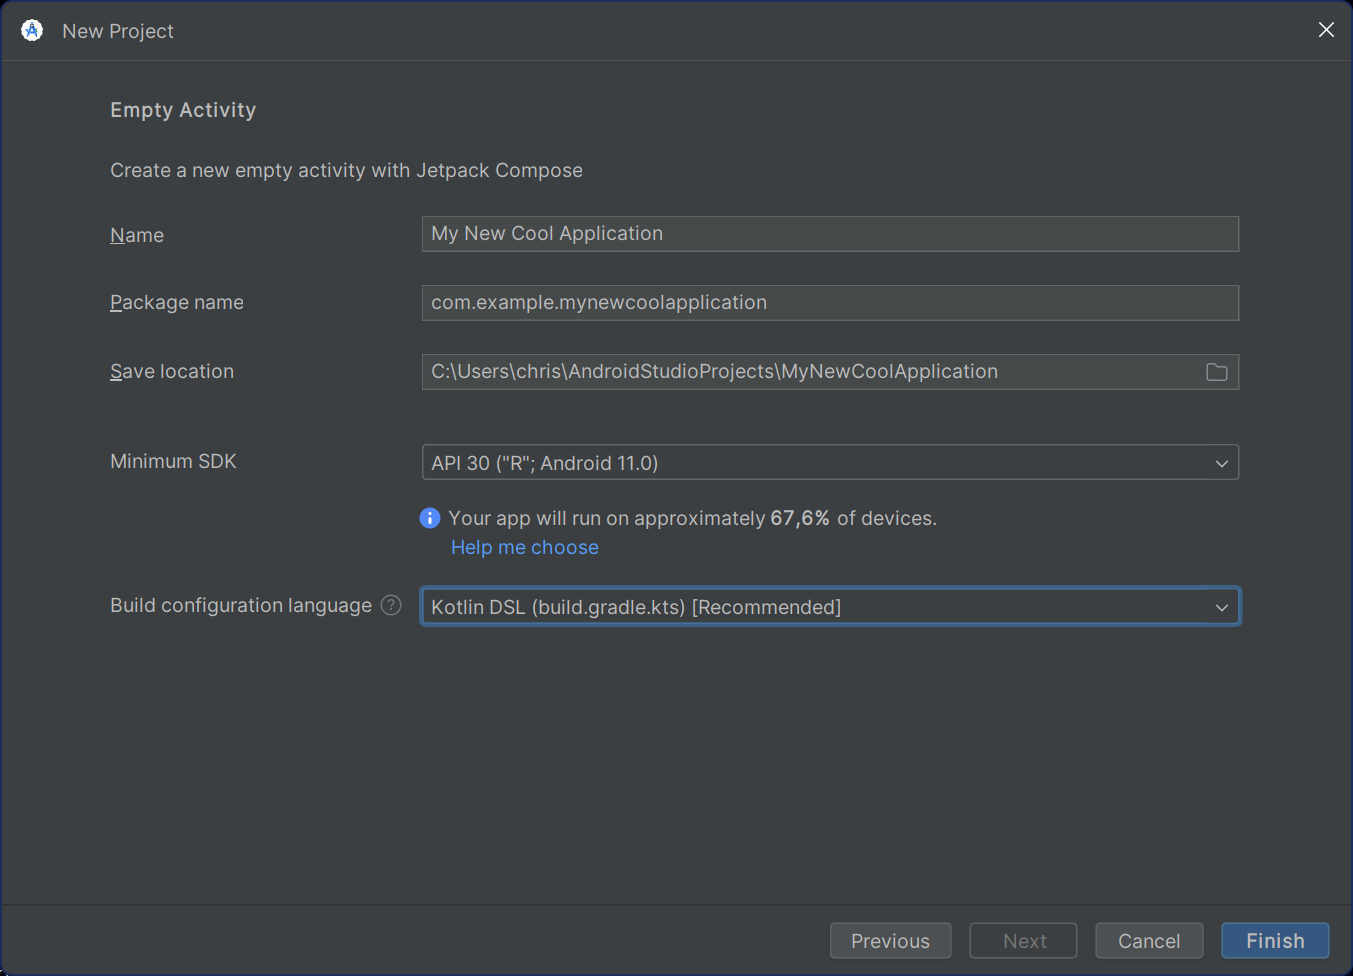 New Project
Empty Activity
Create a new empty activity with Jetpack Compose
Name
My New Cool Application
Package name
com.example.mynewcoolapplication
Save location
C:\Users\chris\AndroidStudioProjects\MyNewCoolApplication
Minimum SDK
API 30 ("R"; Android 11.0)
Your app will run on approximately 67,6% of devices.
Help me choose
Build configuration language
Kotlin DSL (build.gradle.kts) [Recommended]
Previous
Next
Cancel
Finish